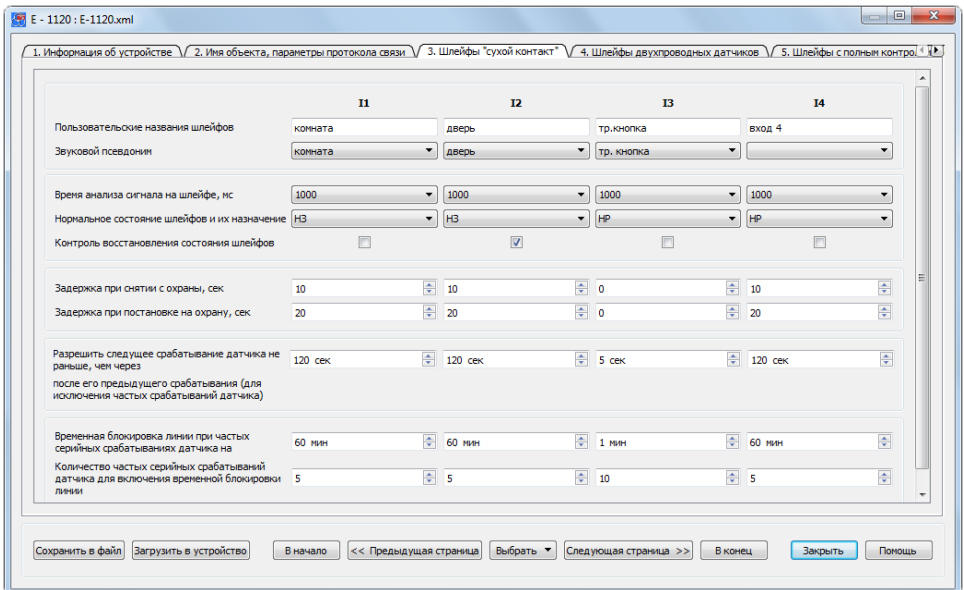 E - 1120 : E-1120.xml
1. Информация об устройстве 2. Имя объекта, параметры протокола связи 3. Шлейфы "сухой контакт" 4. Шлейфы двухпроводных датчиков 5. Шлейфы с полным контро
I1 I2 I3 I4
Пользовательские названия шлейфов комната дверь тр.кнопка вход 4
Звуковой псевдоним комната дверь тр. кнопка
Время анализа сигнала на шлейфе, мс 1000 1000 1000 1000
Нормальное состояние шлейфов и их назначение НЗ НЗ НР НР
Контроль восстановления состояния шлейфов
Задержка при снятии с охраны, сек 10 10 0 10
Задержка при постановке на охрану, сек 20 20 0 20
Разрешить следущее срабатывание датчика не
раньше, чем через 120 сек 120 сек 5 сек 120 сек
после его предыдущего срабатывания (для
исключения частых срабатываний датчика)
Временная блокировка линии при частых
серийных срабатываниях датчика на 60 мин 60 мин 1 мин 60 мин
Количество частых серийных срабатываний
датчика для включения временной блокировки 5 5 10 5
линии
Сохранить в файл Загрузить в устройство В начало << Предыдущая страница Выбрать Следующая страница >> В конец Закрыть Помощь